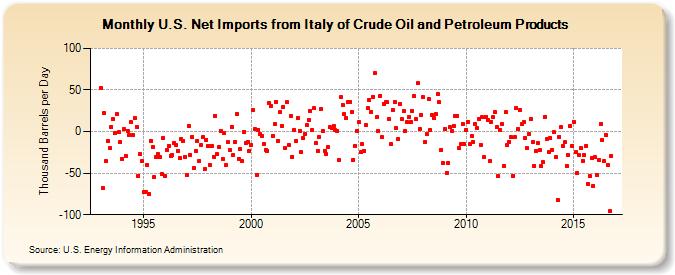 Monthly U.S. Net Imports from Italy of Crude Oil and Petroleum Products
Thousand Barrels per Day
100
50
0
-50
-100
1995 2000 2005 2010 2015
Source: U.S. Energy Information Administration